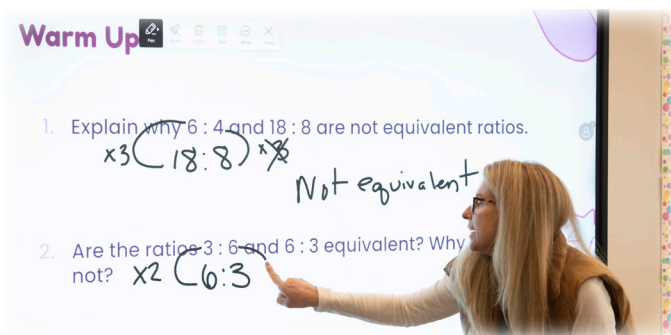 Warm Up
Pen
1. Explain why 6 : 4 and 18 : 8 are not equivalent ratios.
x3 18:8
Not equivalent
2. Are the ratios 3 : 6 and 6 : 3 equivalent? Why
not? x2 6:3